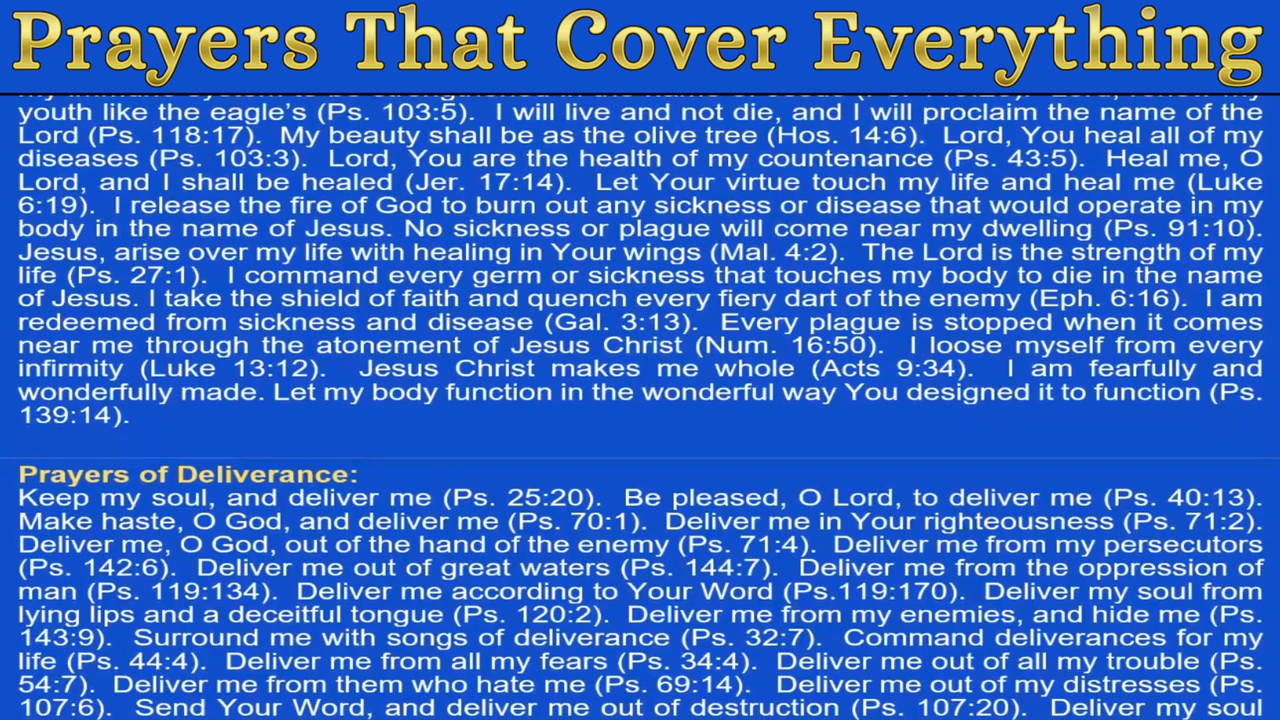 Prayers That Cover Everything
youth like the eagle's (Ps. 103:5). I will live and not die, and I will proclaim the name of the
Lord (Ps. 118:17). My beauty shall be as the olive tree (Hos. 14:6). Lord, You heal all of my
diseases (Ps. 103:3). Lord, You are the health of my countenance (Ps. 43:5). Heal me, O
Lord, and I shall be healed (Jer. 17:14). Let Your virtue touch my life and heal me (Luke
6:19). I release the fire of God to burn out any sickness or disease that would operate in my
body in the name of Jesus. No sickness or plague will come near my dwelling (Ps. 91:10).
Jesus, arise over my life with healing in Your wings (Mal. 4:2). The Lord is the strength of my
life (Ps. 27:1). I command every germ or sickness that touches my body to die in the name
of Jesus. I take the shield of faith and quench every fiery dart of the enemy (Eph. 6:16). I am
redeemed from sickness and disease (Gal. 3:13). Every plague is stopped when it comes
near me through the atonement of Jesus Christ (Num. 16:50). I loose myself from every
infirmity (Luke 13:12). Jesus Christ makes me whole (Acts 9:34). I am fearfully and
wonderfully made. Let my body function in the wonderful way You designed it to function (Ps.
139:14).
Prayers of Deliverance:
Keep my soul, and deliver me (Ps. 25:20). Be pleased, O Lord, to deliver me (Ps. 40:13).
Make haste, O God, and deliver me (Ps. 70:1). Deliver me in Your righteousness (Ps. 71:2).
Deliver me, O God, out of the hand of the enemy (Ps. 71:4). Deliver me from my persecutors
(Ps. 142:6). Deliver me out of great waters (Ps. 144:7). Deliver me from the oppression of
man (Ps. 119:134). Deliver me according to Your Word (Ps.119:170). Deliver my soul from
lying lips and a deceitful tongue (Ps. 120:2). Deliver me from my enemies, and hide me (Ps.
143:9). Surround me with songs of deliverance (Ps. 32:7). Command deliverances for my
life (Ps. 44:4). Deliver me from all my fears (Ps. 34:4). Deliver me out of all my trouble (Ps.
54:7). Deliver me from them who hate me (Ps. 69:14). Deliver me out of my distresses (Ps.
107:6). Send Your Word, and deliver me out of destruction (Ps. 107:20). Deliver my soul